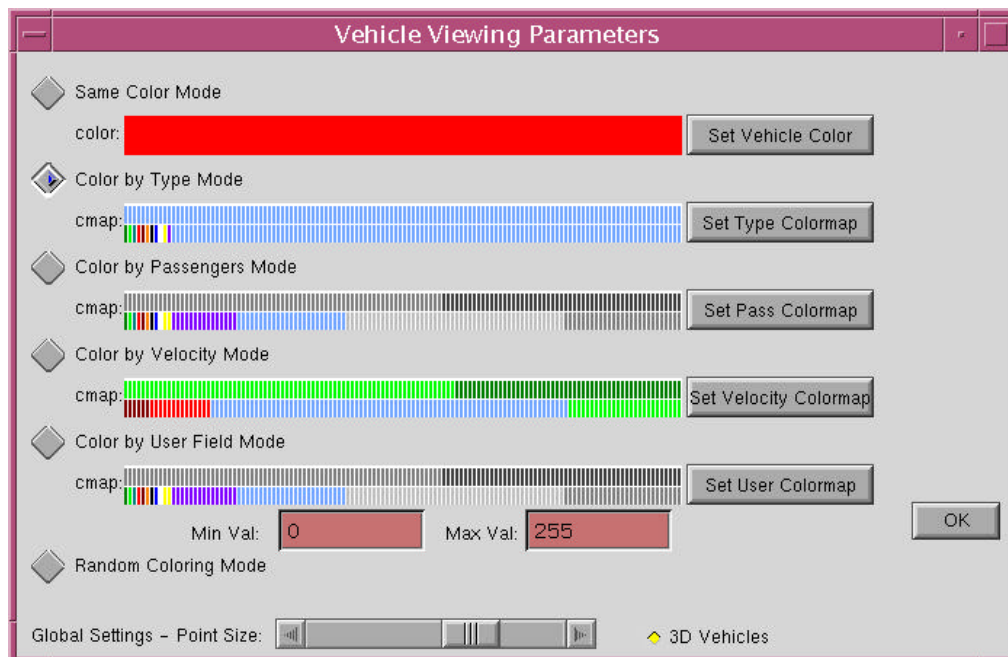 Vehicle Viewing Parameters
Same Color Mode
color: Set Vehicle Color
Color by Type Mode
cmap: Set Type Colormap
Color by Passengers Mode
cmap: Set Pass Colormap
Color by Velocity Mode
cmap: Set Velocity Colormap
Color by User Field Mode
cmap: Set User Colormap
Min Val: 0 Max Val: 255 OK
Random Coloring Mode
Global Settings - Point Size: 3D Vehicles